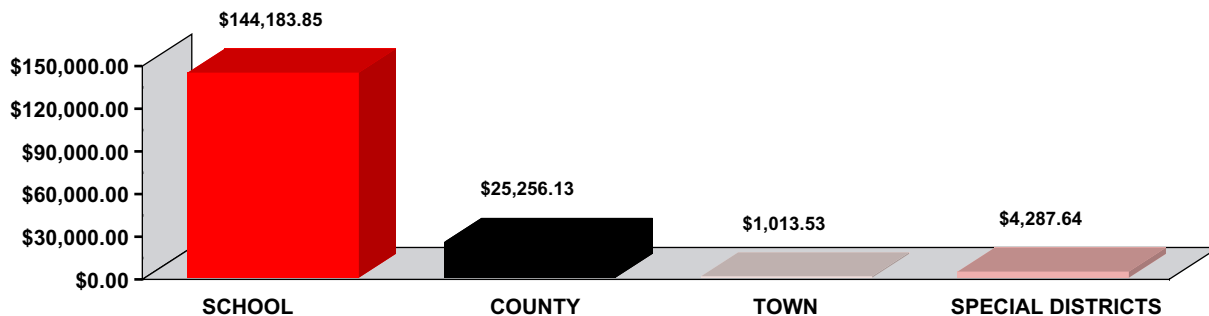 $144,183.85
$150,000.00
$120,000.00
$90,000.00
$60,000.00
$30,000.00
$0.00
$25,256.13
$1,013.53
$4,287.64
SCHOOL
COUNTY
TOWN
SPECIAL DISTRICTS